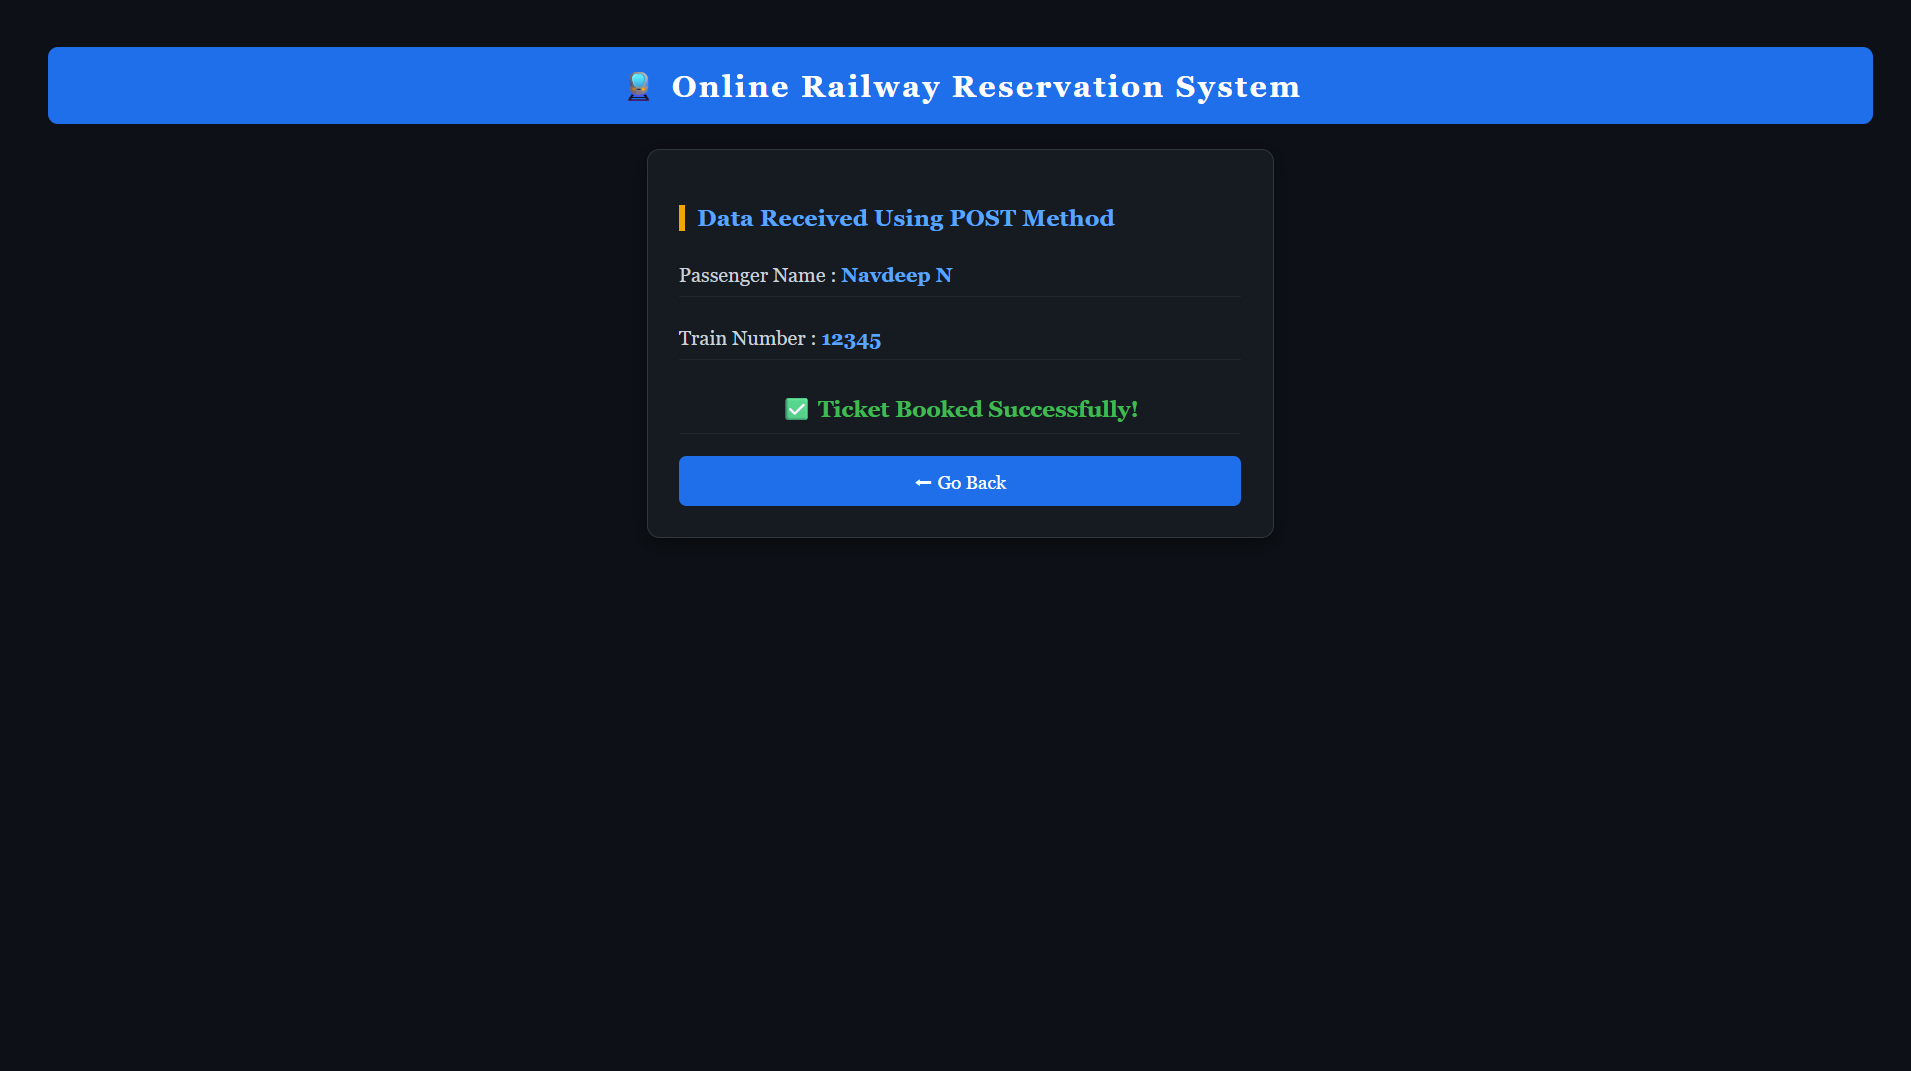 🔮 Online Railway Reservation System
Data Received Using POST Method
Passenger Name : Navdeep N
Train Number : 12345
✅ Ticket Booked Successfully!
← Go Back